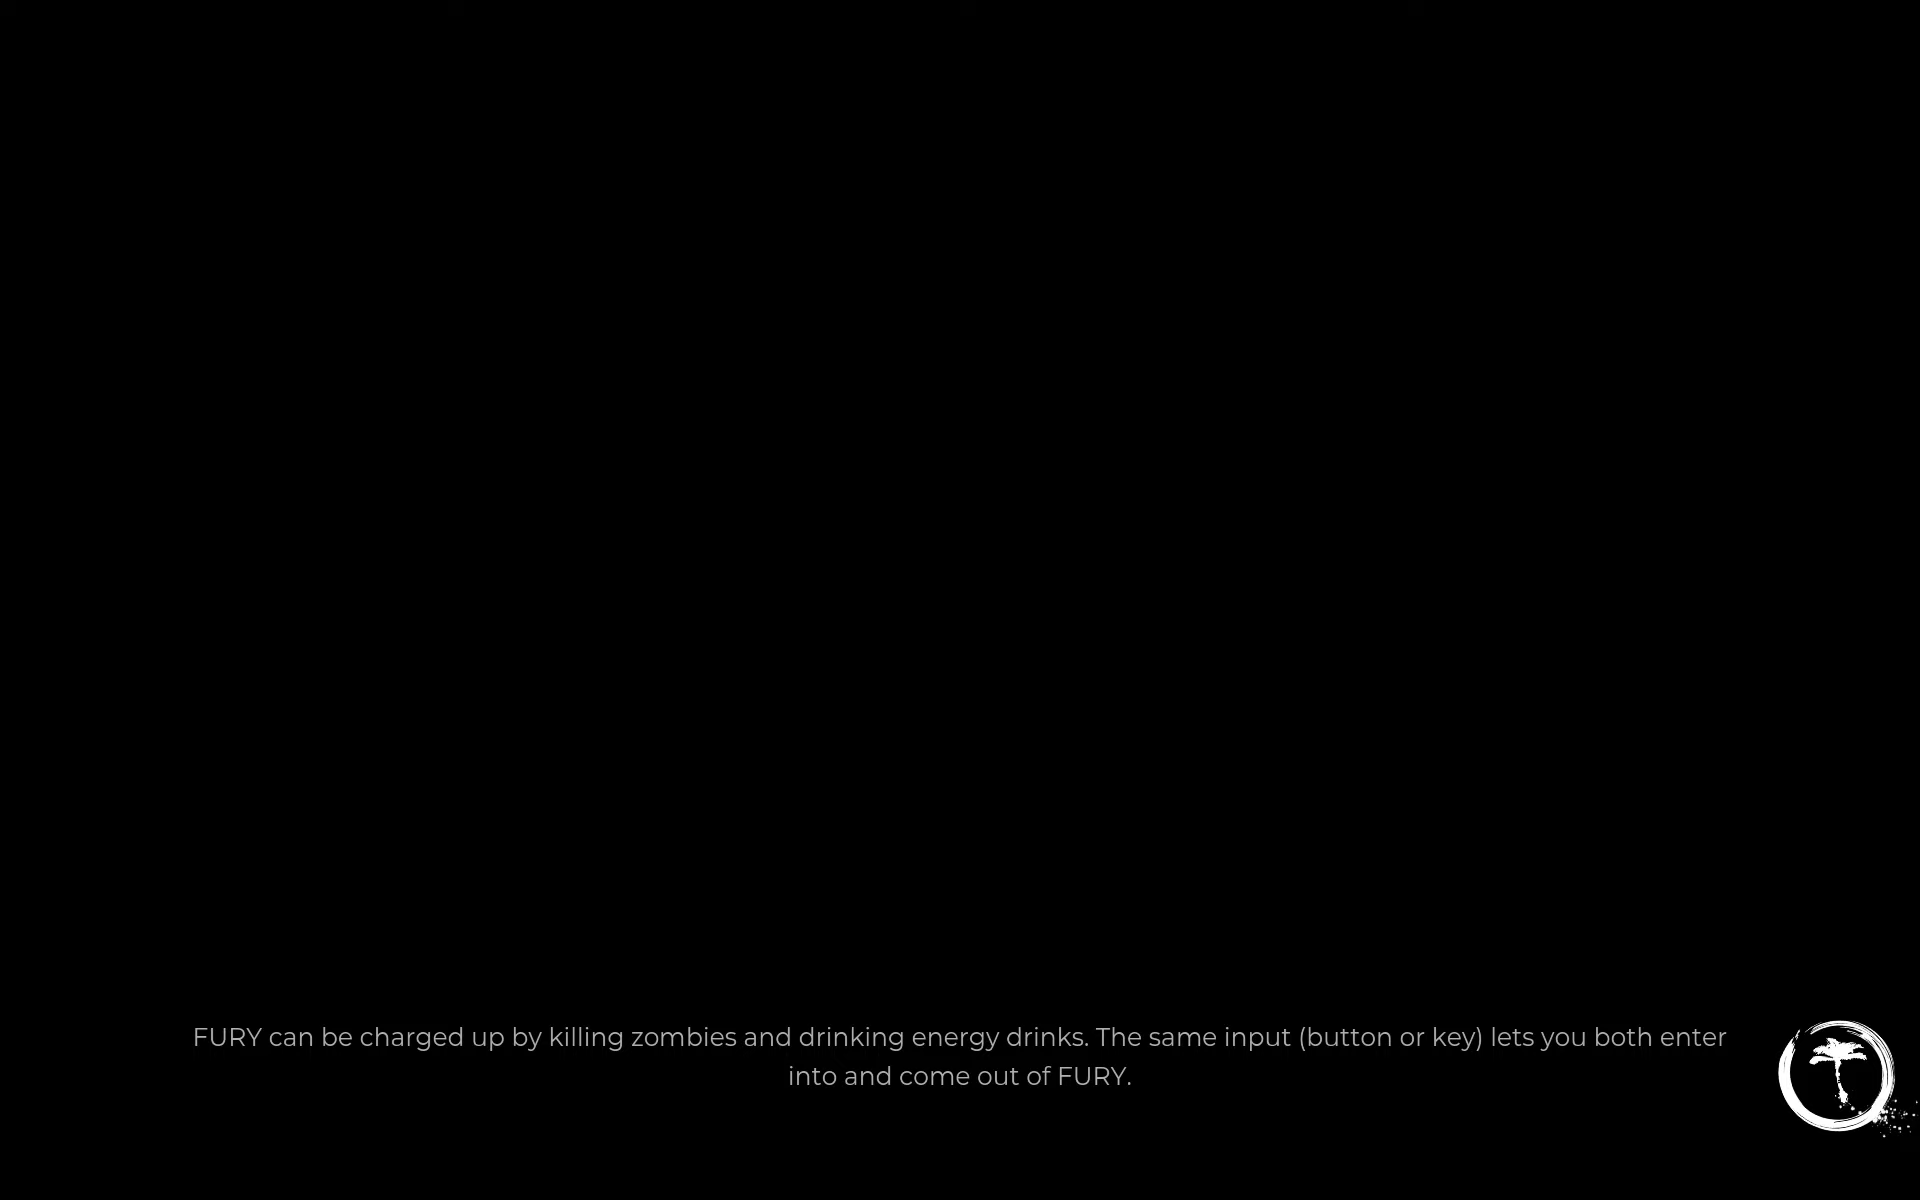 FURY can be charged up by killing zombies and drinking energy drinks. The same input (button or key) lets you both enter
into and come out of FURY.